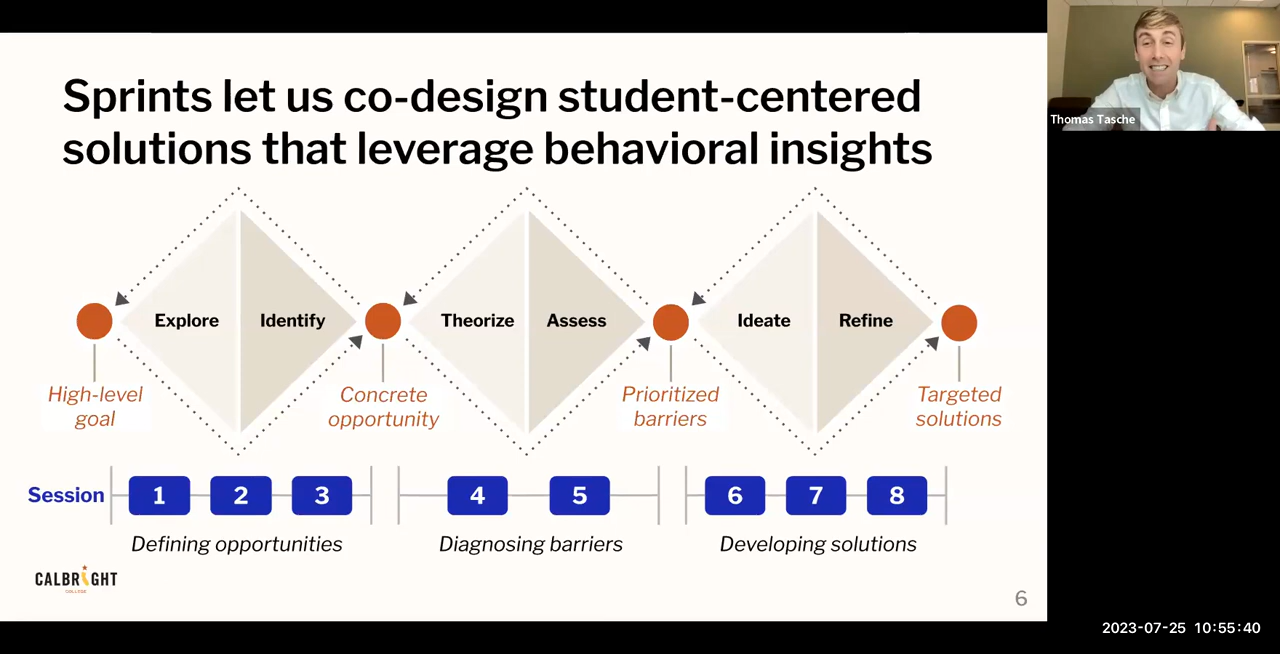 Sprints let us co-design student-centered
solutions that leverage behavioral insights
Thomas Tasche
Explore
Identify
Theorize
Assess
Ideate
Refine
High-level
goal
Concrete
opportunity
Prioritized
barriers
Targeted
solutions
Session
1
2
3
4
5
6
7
8
Defining opportunities
Diagnosing barriers
Developing solutions
CALBRIGHT
COLLEGE
6
2023-07-25 10:55:40